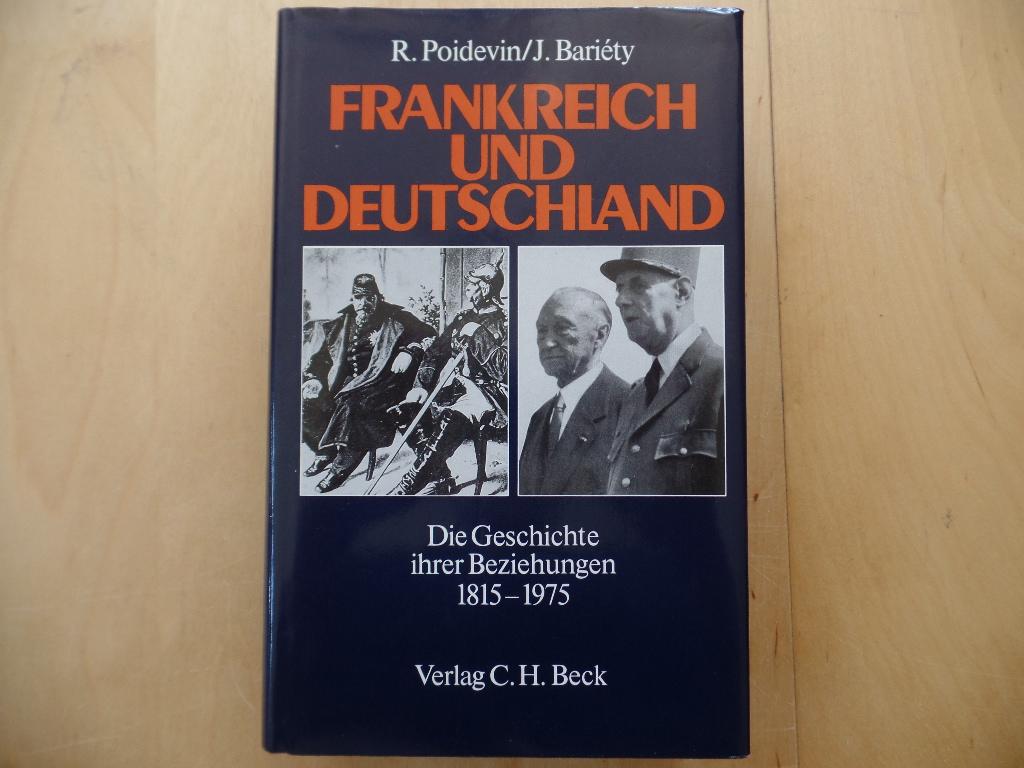 R. Poidevin/J. Bariéty
FRANKREICH
UND
DEUTSCHLAND
Die Geschichte
ihrer Beziehungen
1815–1975
Verlag C. H. Beck